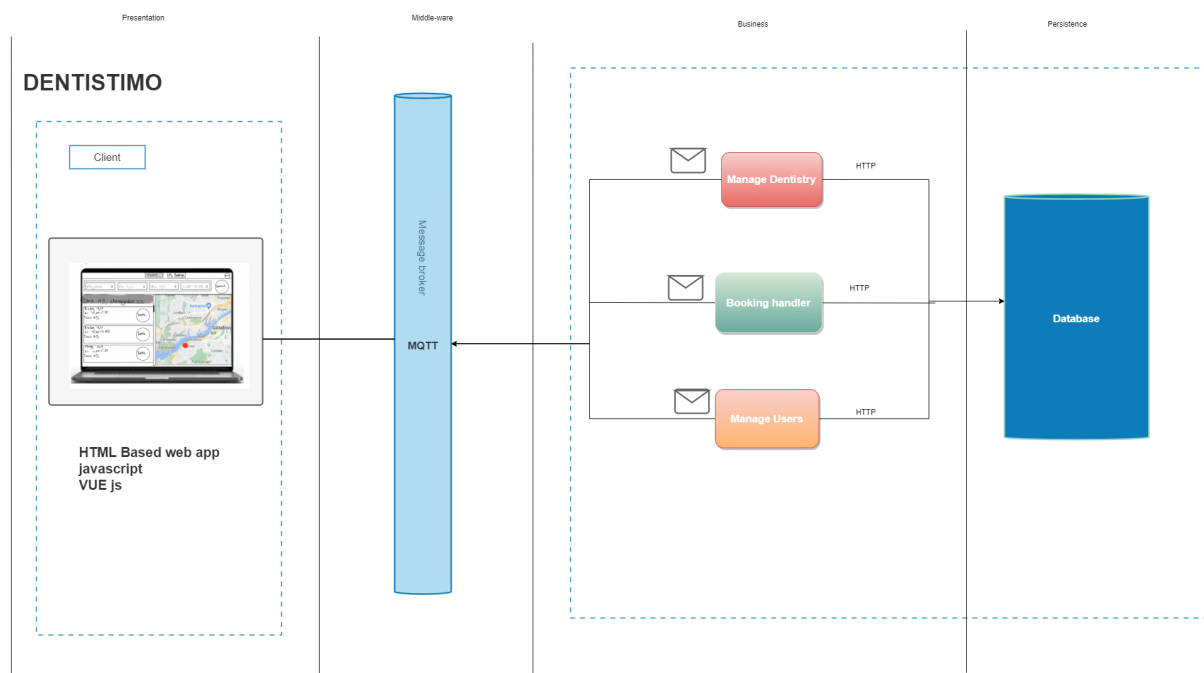 Presentation
Middle-ware
Business
Persistence
DENTISTIMO
Client
HTML Based web app
javascript
VUE js
Message broker
MQTT
Manage Dentistry
HTTP
Booking handler
HTTP
Manage Users
HTTP
Database